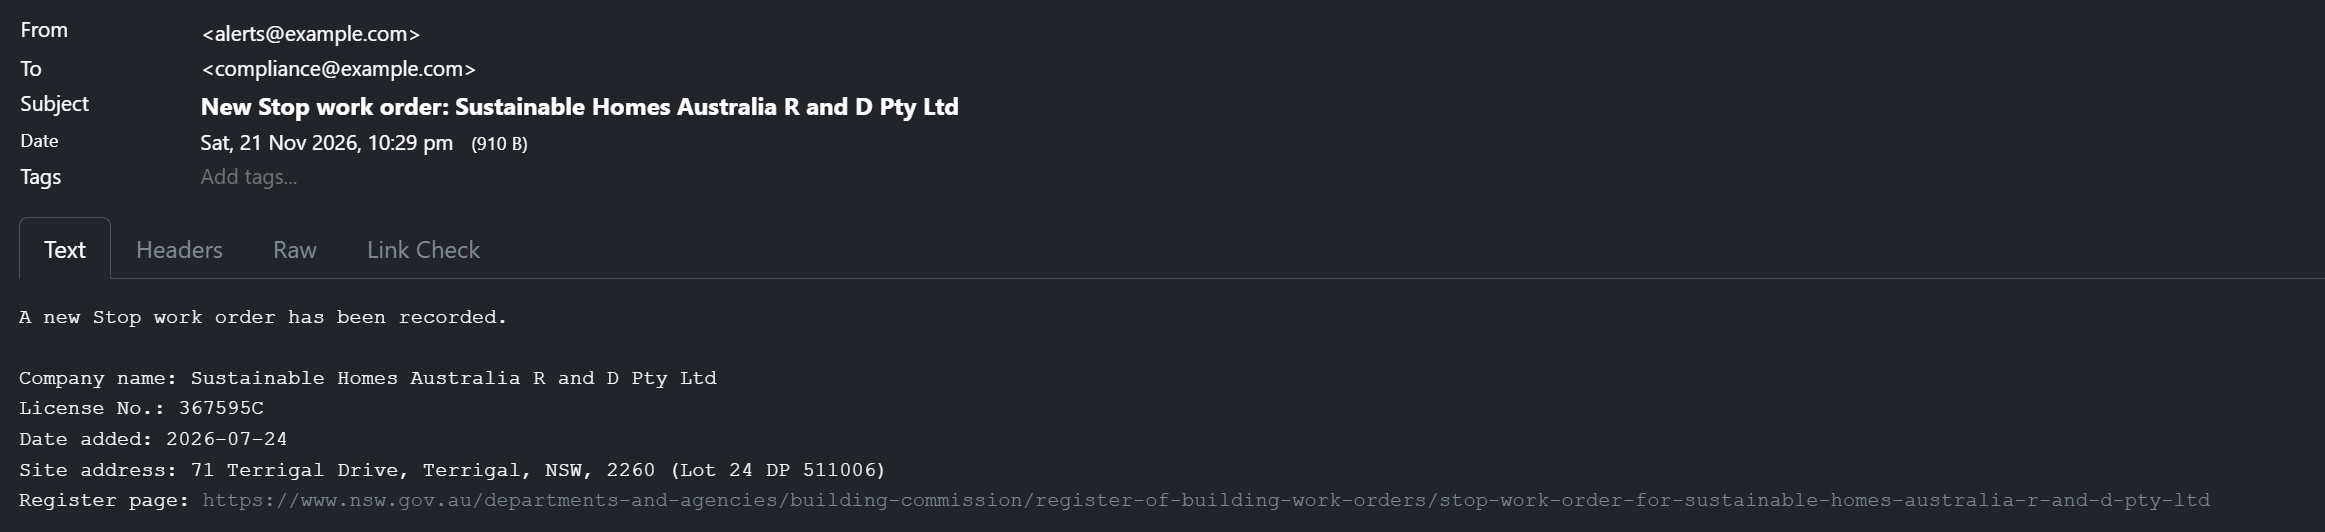 From <alerts@example.com>
To <compliance@example.com>
Subject New Stop work order: Sustainable Homes Australia R and D Pty Ltd
Date Sat, 21 Nov 2026, 10:29 pm (910 B)
Tags Add tags...
Text Headers Raw Link Check
A new Stop work order has been recorded.
Company name: Sustainable Homes Australia R and D Pty Ltd
License No.: 367595C
Date added: 2026-07-24
Site address: 71 Terrigal Drive, Terrigal, NSW, 2260 (Lot 24 DP 511006)
Register page: https://www.nsw.gov.au/departments-and-agencies/building-commission/register-of-building-work-orders/stop-work-order-for-sustainable-homes-australia-r-and-d-pty-ltd